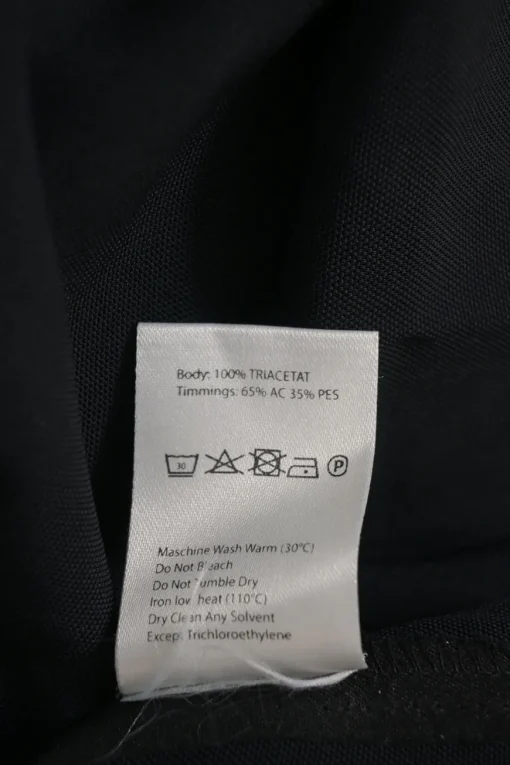 Body: 100% TRIACETAT
Timmings: 65% AC 35% PES
30
P
Maschine Wash Warm (30°C)
Do Not Bleach
Do Not Tumble Dry
Iron low heat (110°C)
Dry Clean Any Solvent
Except Trichloroethylene